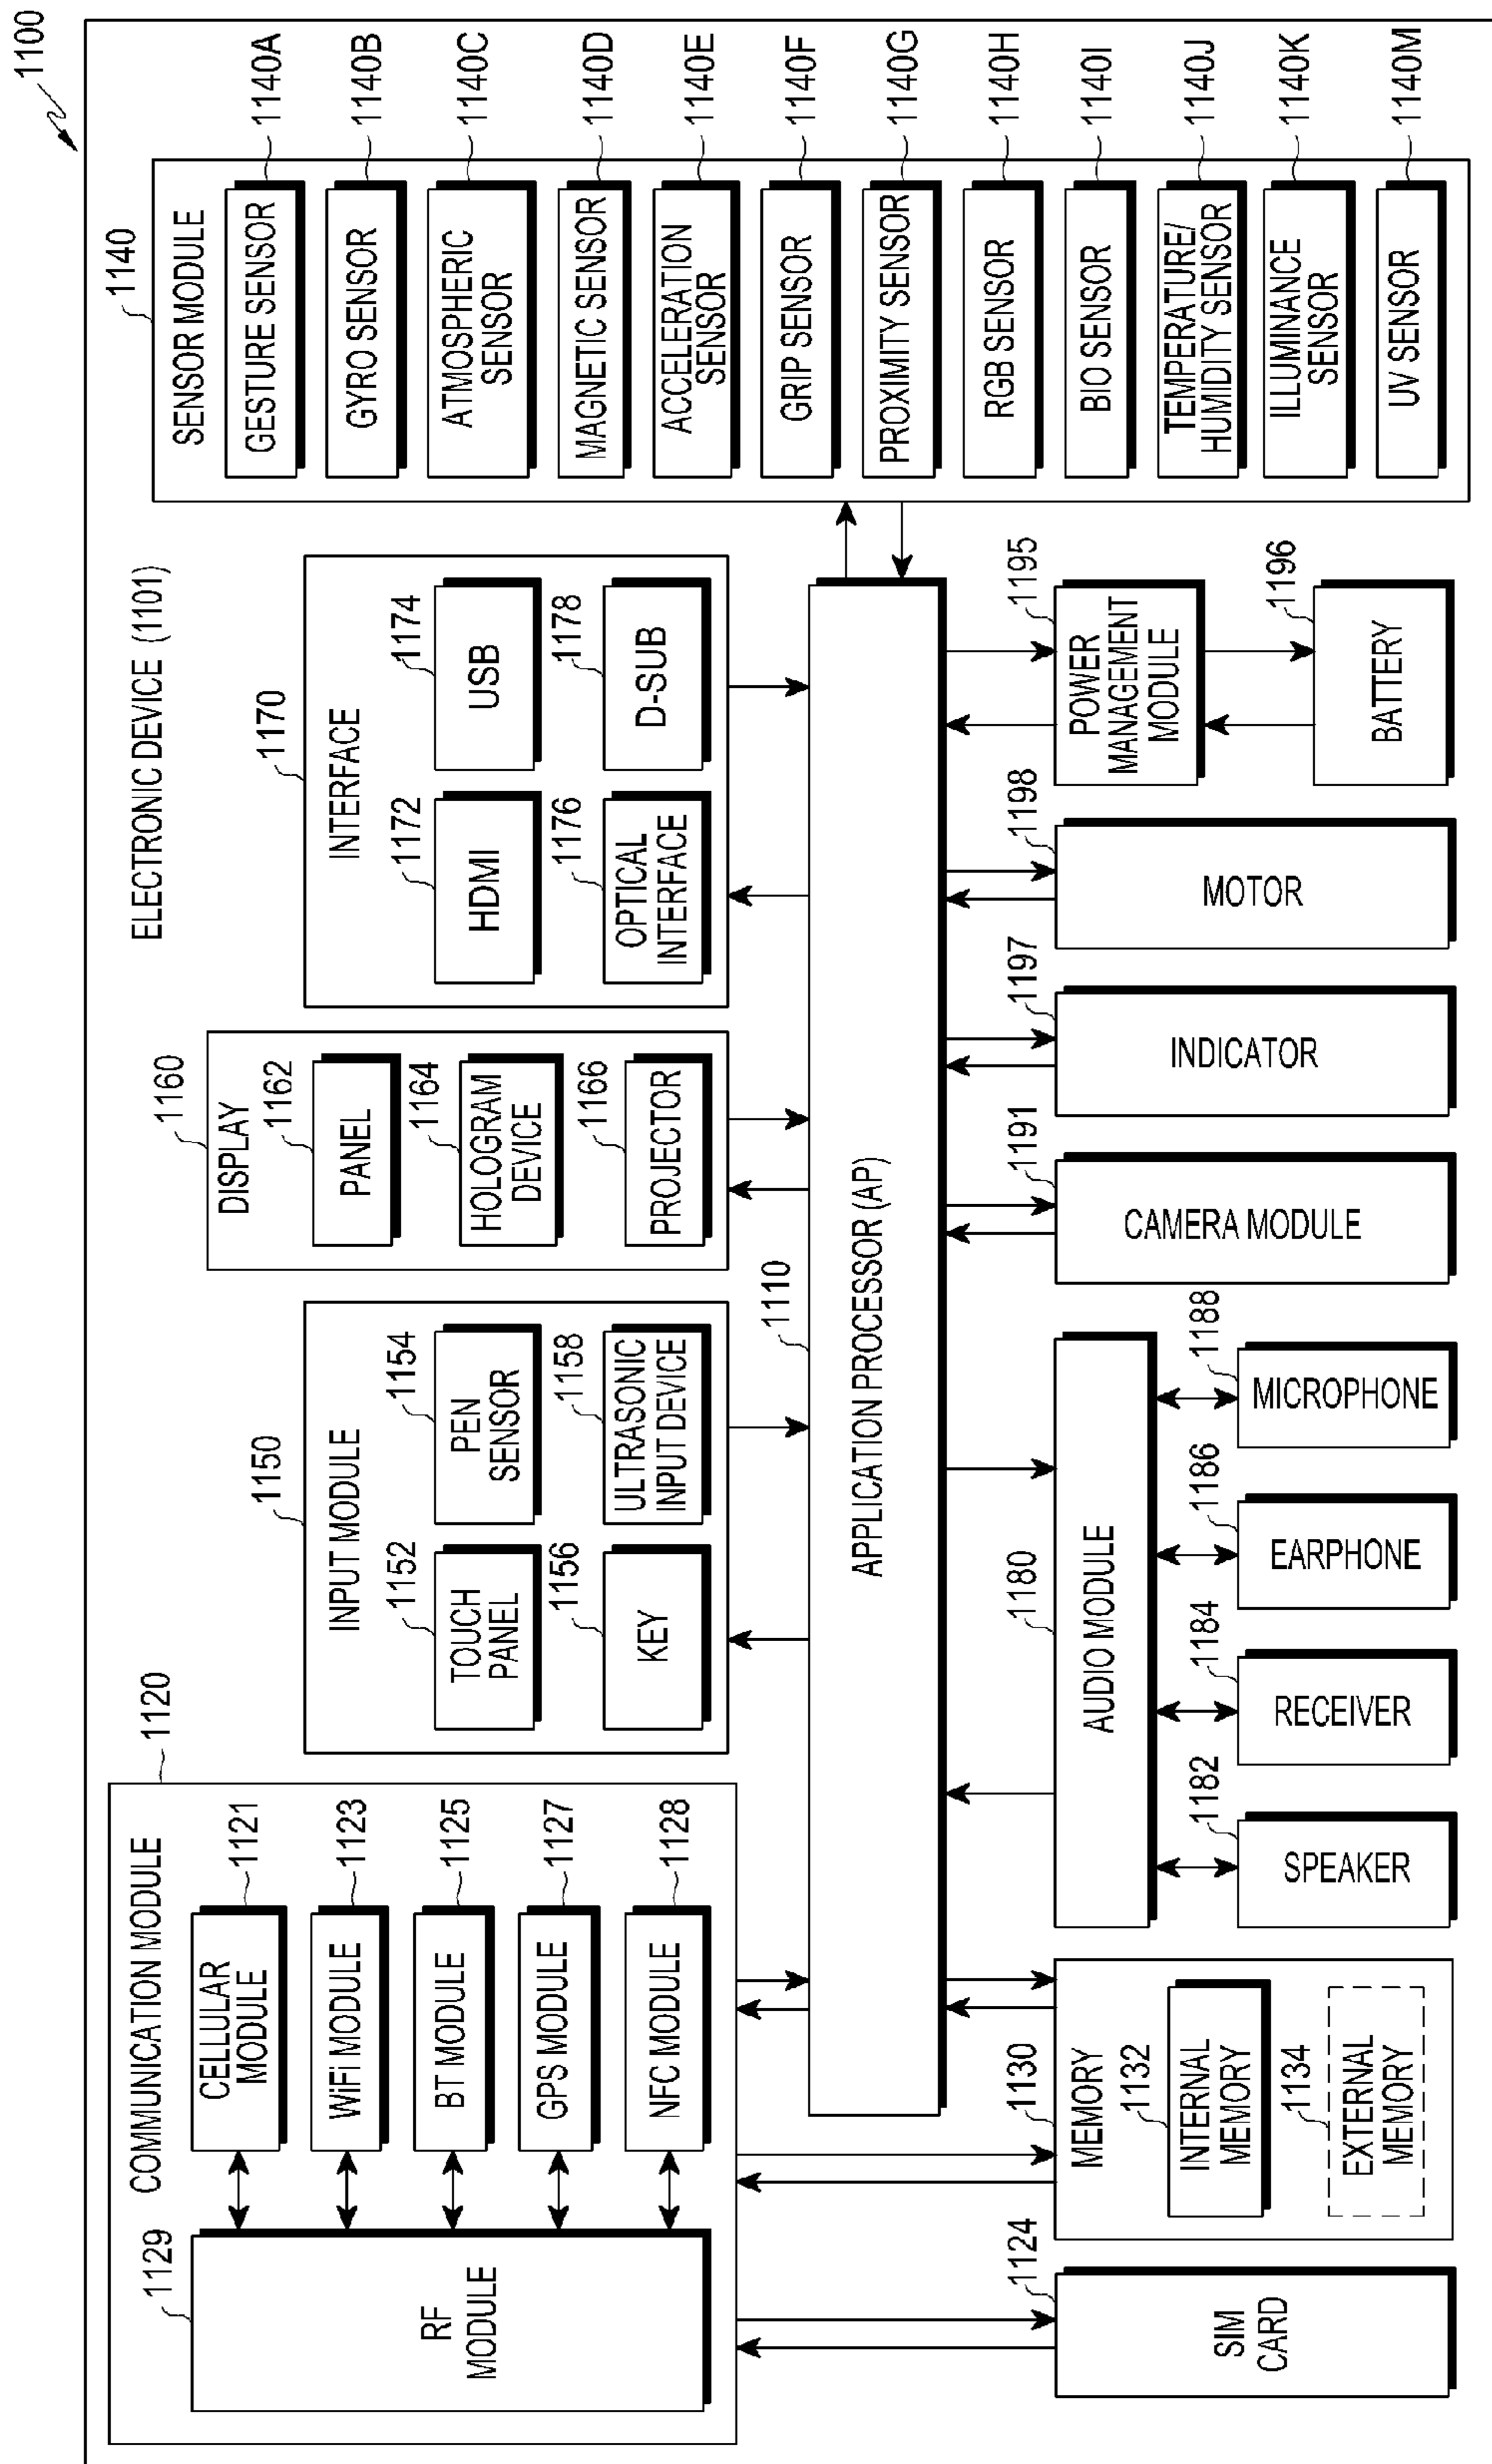 1100
ELECTRONIC DEVICE (1101)
COMMUNICATION MODULE
1120
1129
RF
MODULE
CELLULAR
MODULE
1121
WiFi MODULE
1123
BT MODULE
1125
GPS MODULE
1127
NFC MODULE
1128
1150
INPUT MODULE
1152
TOUCH
PANEL
1154
PEN
SENSOR
1156
KEY
1158
ULTRASONIC
INPUT DEVICE
1160
DISPLAY
1162
PANEL
1164
HOLOGRAM
DEVICE
1166
PROJECTOR
1170
INTERFACE
1172
HDMI
1174
USB
1176
OPTICAL
INTERFACE
1178
D-SUB
1140
SENSOR MODULE
GESTURE SENSOR
1140A
GYRO SENSOR
1140B
ATMOSPHERIC
SENSOR
1140C
MAGNETIC SENSOR
1140D
ACCELERATION
SENSOR
1140E
GRIP SENSOR
1140F
PROXIMITY SENSOR
1140G
RGB SENSOR
1140H
BIO SENSOR
1140I
TEMPERATURE/
HUMIDITY SENSOR
1140J
ILLUMINANCE
SENSOR
1140K
UV SENSOR
1140M
1110
APPLICATION PROCESSOR (AP)
1124
SIM
CARD
1130
MEMORY
1132
INTERNAL
MEMORY
1134
EXTERNAL
MEMORY
1180
AUDIO MODULE
1182
SPEAKER
1184
RECEIVER
1186
EARPHONE
1188
MICROPHONE
1191
CAMERA MODULE
1197
INDICATOR
1198
MOTOR
1195
POWER
MANAGEMENT
MODULE
1196
BATTERY